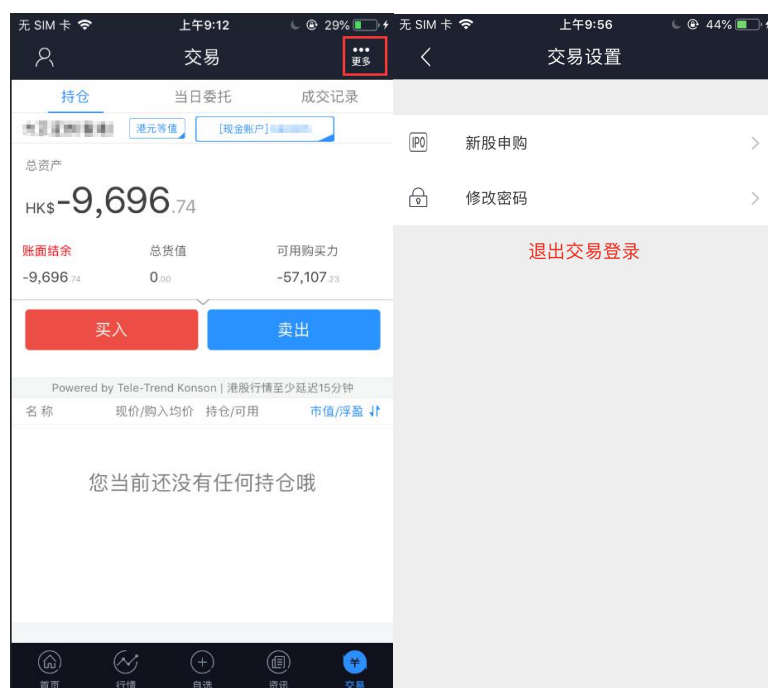 无 SIM 卡
上午9:12
29%
交易
更多
持仓
当日委托
成交记录
港元等值
[现金账户]
总资产
HK$-9,696.74
账面结余
总货值
可用购买力
-9,696.74
0.00
-57,107.23
买入
卖出
Powered by Tele-Trend Konson | 港股行情至少延迟15分钟
名称
现价/购入均价
持仓/可用
市值/浮盈
您当前还没有任何持仓哦
首页
行情
自选
资讯
交易
无 SIM 卡
上午9:56
44%
交易设置
IPO
新股申购
修改密码
退出交易登录